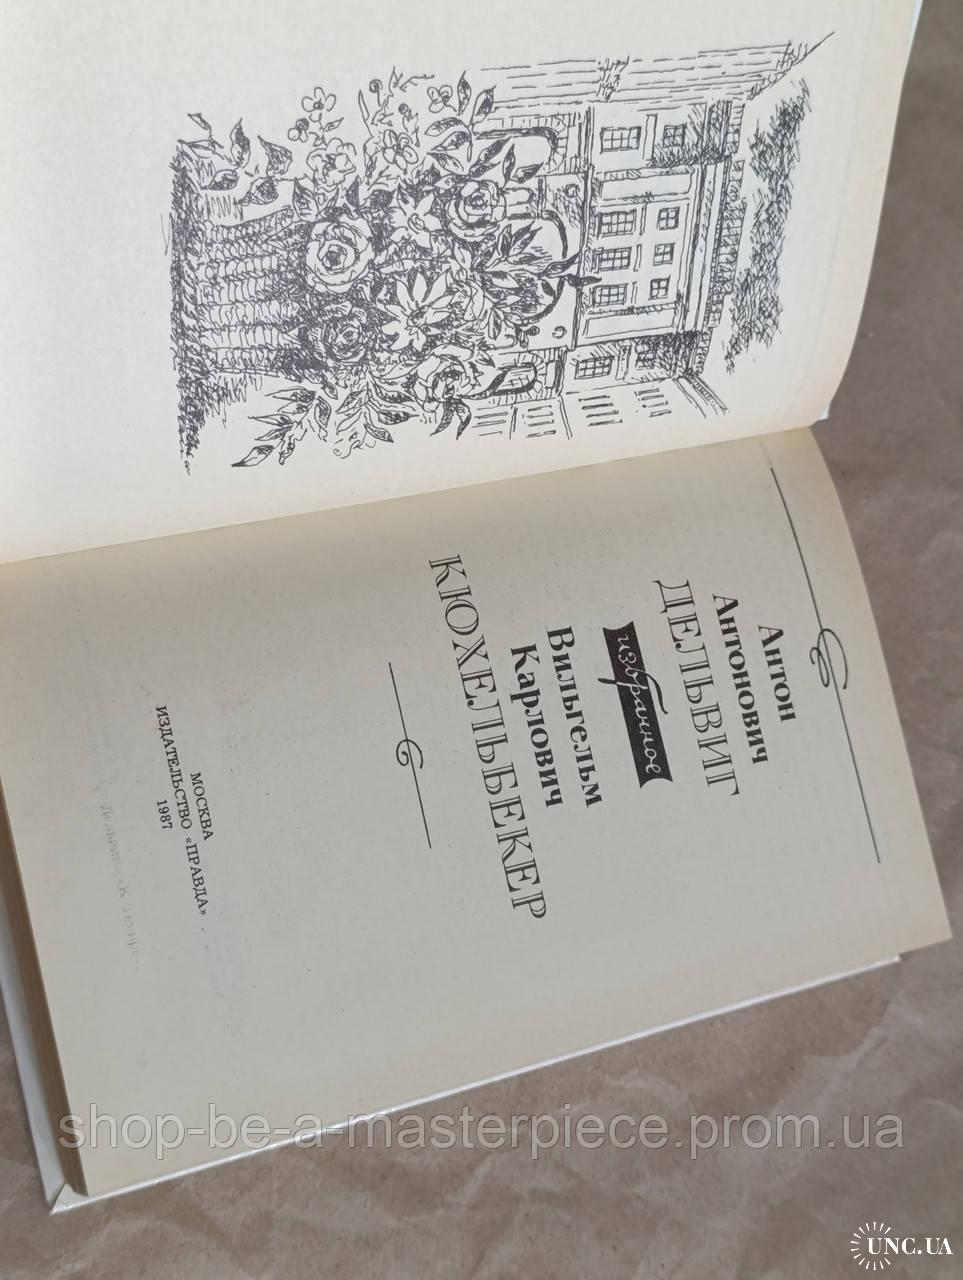 Антон
Антонович
ДЕЛЬВИГ
избранное
Вильгельм
Карлович
КЮХЕЛЬБЕКЕР
МОСКВА
ИЗДАТЕЛЬСТВО «ПРАВДА»
1987
shop-be-a-masterpiece.prom.ua
UNC.UA